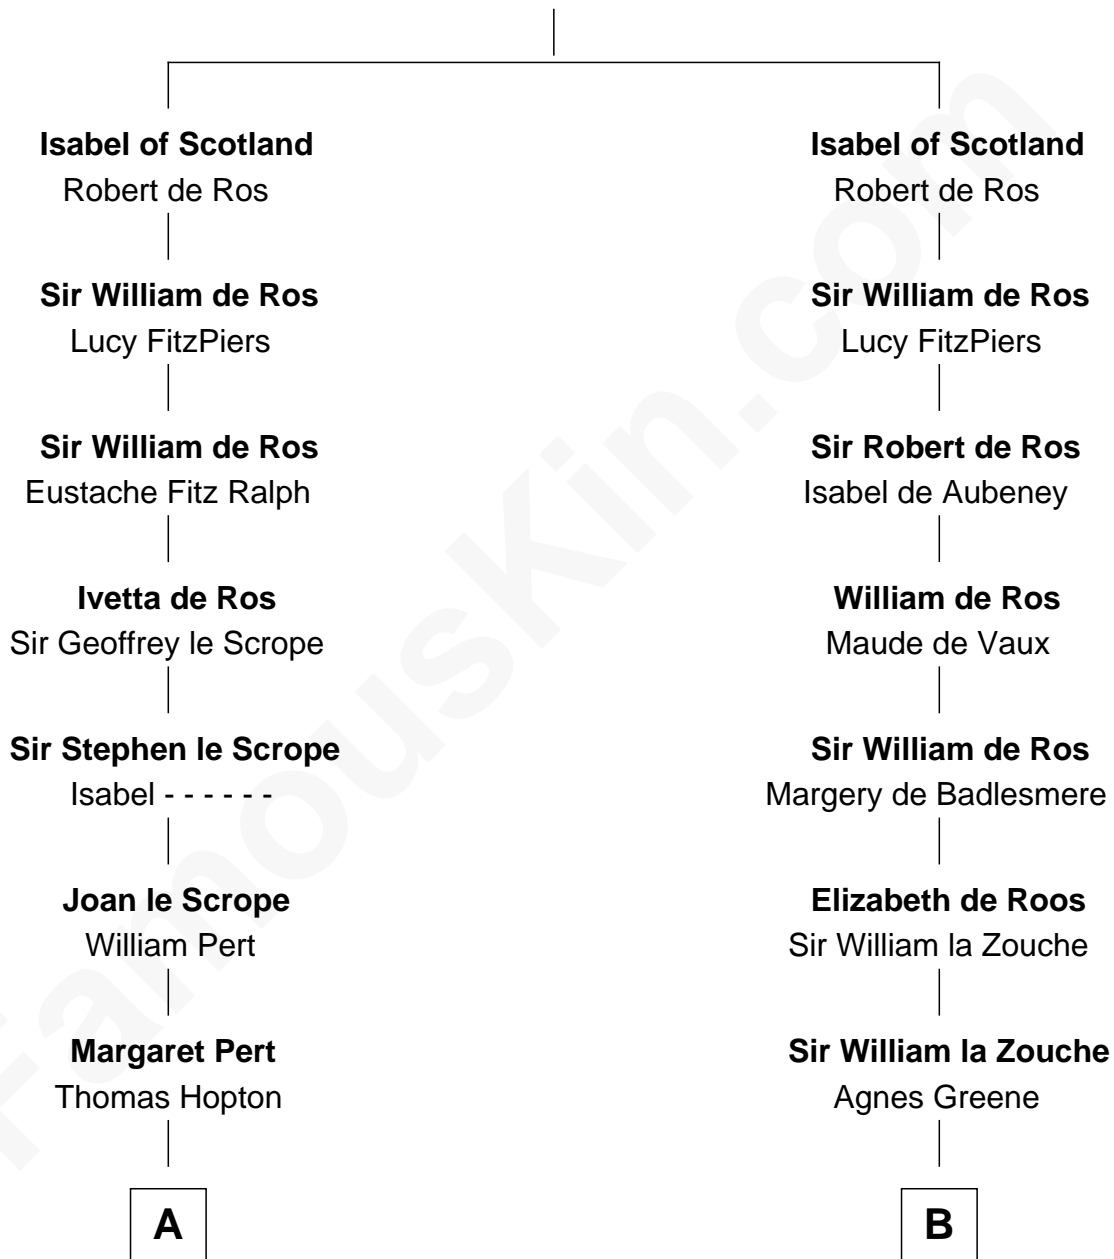 Isabel of Scotland
Robert de Ros
Sir William de Ros
Lucy FitzPiers
Sir William de Ros
Eustache Fitz Ralph
Ivetta de Ros
Sir Geoffrey le Scrope
Sir Stephen le Scrope
Isabel - - - - - -
Joan le Scrope
William Pert
Margaret Pert
Thomas Hopton
A
Isabel of Scotland
Robert de Ros
Sir William de Ros
Lucy FitzPiers
Sir Robert de Ros
Isabel de Aubeney
William de Ros
Maude de Vaux
Sir William de Ros
Margery de Badlesmere
Elizabeth de Roos
Sir William la Zouche
Sir William la Zouche
Agnes Greene
B
FamousKin.com